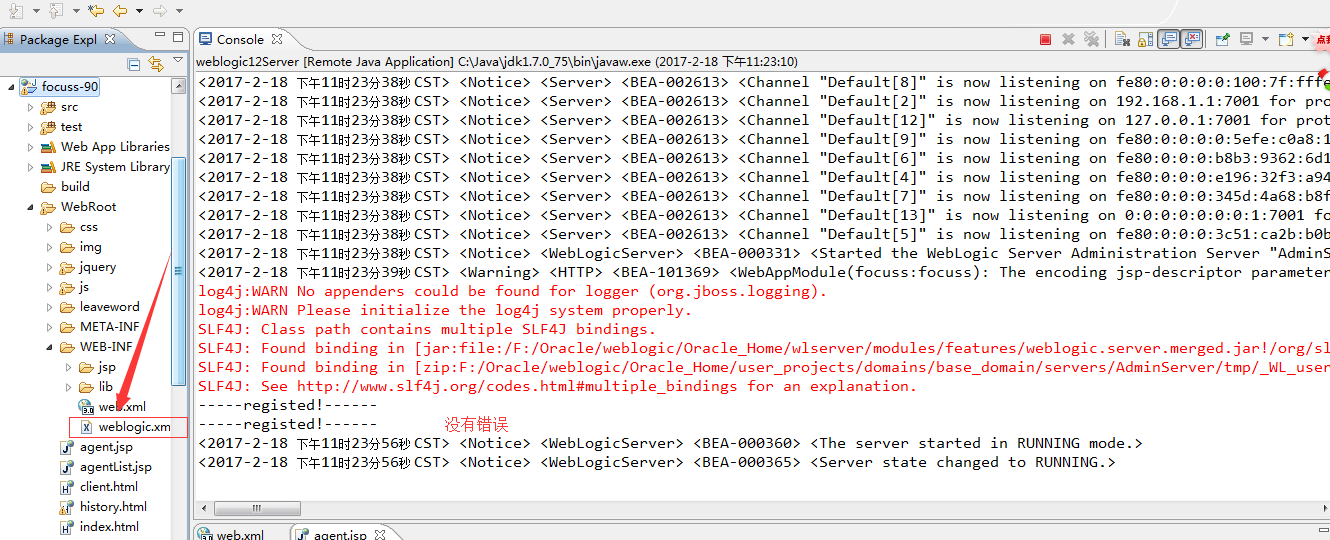 Package Expl
focuss-90
src
test
Web App Libraries
JRE System Library
build
WebRoot
css
img
jquery
js
leaveword
META-INF
WEB-INF
jsp
lib
web.xml
weblogic.xm
agent.jsp
agentList.jsp
client.html
history.html
index.html
Console
weblogic12Server [Remote Java Application] C:\Java\jdk1.7.0_75\bin\javaw.exe (2017-2-18 下午11:23:10)
<2017-2-18 下午11时23分38秒 CST> <Notice> <Server> <BEA-002613> <Channel "Default[8]" is now listening on fe80:0:0:0:0:100:7f:fffe
<2017-2-18 下午11时23分38秒 CST> <Notice> <Server> <BEA-002613> <Channel "Default[2]" is now listening on 192.168.1.1:7001 for pro
<2017-2-18 下午11时23分38秒 CST> <Notice> <Server> <BEA-002613> <Channel "Default[12]" is now listening on 127.0.0.1:7001 for prot
<2017-2-18 下午11时23分38秒 CST> <Notice> <Server> <BEA-002613> <Channel "Default[9]" is now listening on fe80:0:0:0:0:5efe:c0a8:1
<2017-2-18 下午11时23分38秒 CST> <Notice> <Server> <BEA-002613> <Channel "Default[6]" is now listening on fe80:0:0:0:b8b3:9362:6d1
<2017-2-18 下午11时23分38秒 CST> <Notice> <Server> <BEA-002613> <Channel "Default[4]" is now listening on fe80:0:0:0:e196:32f3:a94
<2017-2-18 下午11时23分38秒 CST> <Notice> <Server> <BEA-002613> <Channel "Default[7]" is now listening on fe80:0:0:0:345d:4a68:b8f
<2017-2-18 下午11时23分38秒 CST> <Notice> <Server> <BEA-002613> <Channel "Default[13]" is now listening on 0:0:0:0:0:0:0:1:7001 fo
<2017-2-18 下午11时23分38秒 CST> <Notice> <Server> <BEA-002613> <Channel "Default[5]" is now listening on fe80:0:0:0:3c51:ca2b:b0b
<2017-2-18 下午11时23分38秒 CST> <Notice> <WebLogicServer> <BEA-000331> <Started the WebLogic Server Administration Server "AdminS
<2017-2-18 下午11时23分39秒 CST> <Warning> <HTTP> <BEA-101369> <WebAppModule(focuss:focuss): The encoding jsp-descriptor parameter
log4j:WARN No appenders could be found for logger (org.jboss.logging).
log4j:WARN Please initialize the log4j system properly.
SLF4J: Class path contains multiple SLF4J bindings.
SLF4J: Found binding in [jar:file:/F:/Oracle/weblogic/Oracle_Home/wlserver/modules/features/weblogic.server.merged.jar!/org/sl
SLF4J: Found binding in [zip:F:/Oracle/weblogic/Oracle_Home/user_projects/domains/base_domain/servers/AdminServer/tmp/_WL_user
SLF4J: See http://www.slf4j.org/codes.html#multiple_bindings for an explanation.
-----registed!------
-----registed!------ 没有错误
<2017-2-18 下午11时23分56秒 CST> <Notice> <WebLogicServer> <BEA-000360> <The server started in RUNNING mode.>
<2017-2-18 下午11时23分56秒 CST> <Notice> <WebLogicServer> <BEA-000365> <Server state changed to RUNNING.>
web.xml
agent.jsp